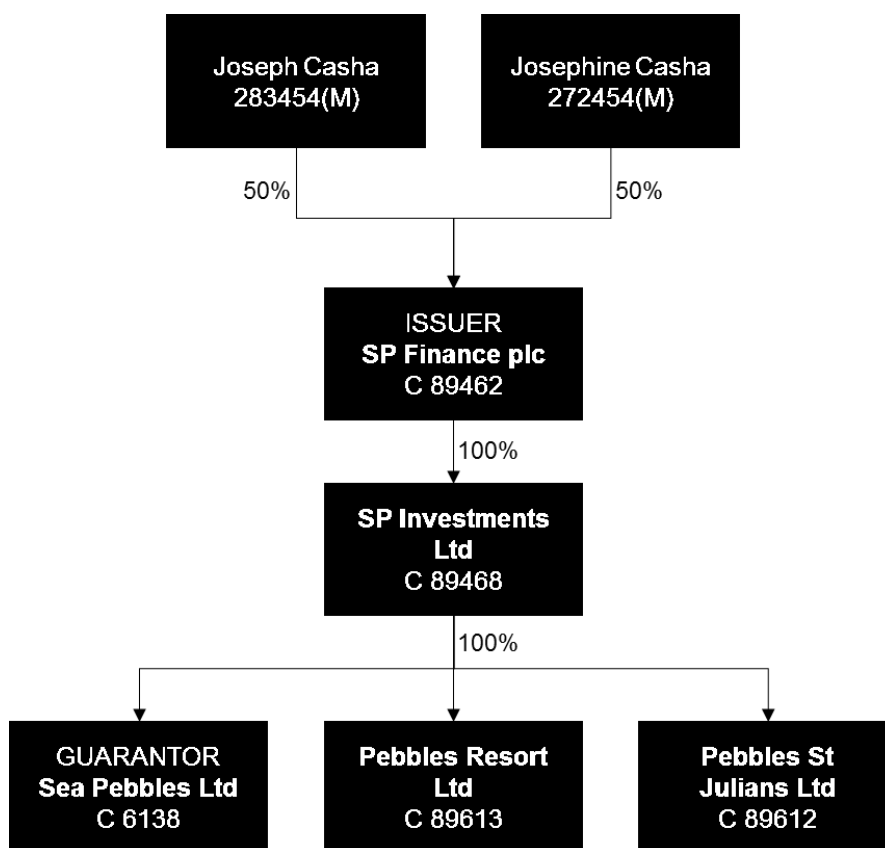 Joseph Casha
283454(M)
Josephine Casha
272454(M)
50%
50%
ISSUER
SP Finance plc
C 89462
100%
SP Investments
Ltd
C 89468
100%
GUARANTOR
Sea Pebbles Ltd
C 6138
Pebbles Resort
Ltd
C 89613
Pebbles St
Julians Ltd
C 89612